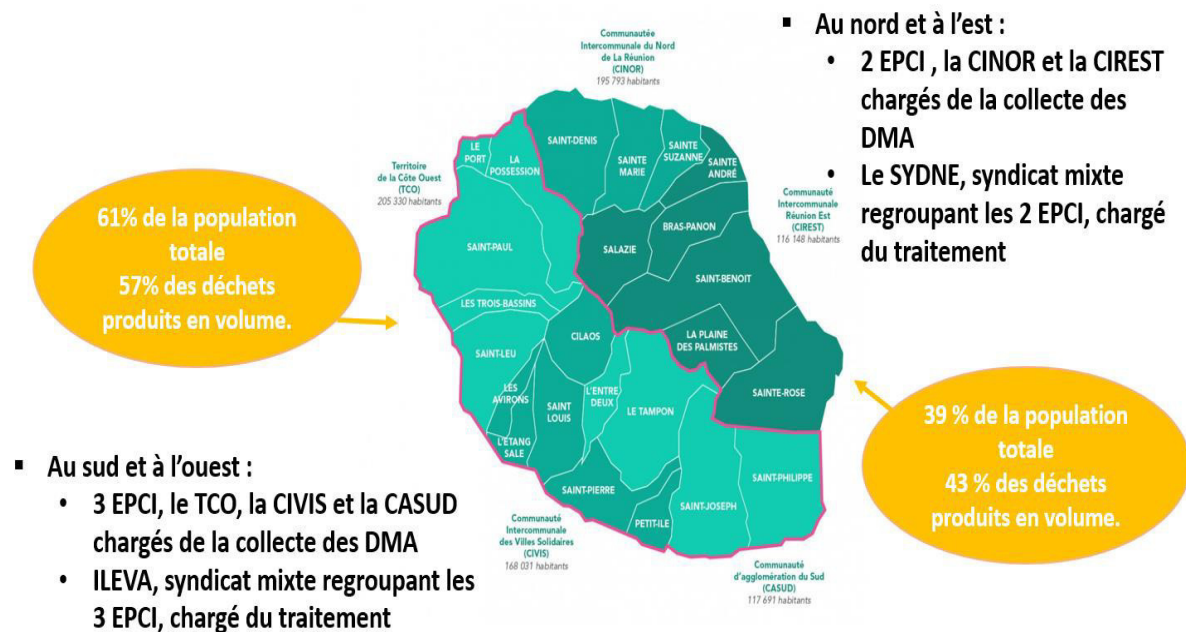 ▪ Au nord et à l’est :
• 2 EPCI , la CINOR et la CIREST
chargés de la collecte des
DMA
• Le SYDNE, syndicat mixte
regroupant les 2 EPCI, chargé
du traitement
Communautée
Intercommunale du Nord
de La Réunion
(CINOR)
195 793 habitants
Territoire
de la Côte Ouest
(TCO)
205 330 habitants
Communauté
Intercommunale
Réunion Est
(CIREST)
116 148 habitants
61% de la population
totale
57% des déchets
produits en volume.
LE
PORT
LA
POSSESSION
SAINT-DENIS
SAINTE
MARIE
SAINTE
SUZANNE
SAINTE
ANDRÉ
SAINT-PAUL
SALAZIE
BRAS-PANON
SAINT-BENOIT
LES TROIS-BASSINS
CILAOS
LA PLAINE
DES PALMISTES
SAINT-LEU
LES
AVIRONS
SAINT
LOUIS
L'ENTRE
DEUX
LE TAMPON
SAINTE-ROSE
L'ETANG
SALE
SAINT-PIERRE
PETIT-ILE
SAINT-JOSEPH
SAINT-PHILIPPE
39 % de la population
totale
43 % des déchets
produits en volume.
▪ Au sud et à l’ouest :
• 3 EPCI, le TCO, la CIVIS et la CASUD
chargés de la collecte des DMA
• ILEVA, syndicat mixte regroupant les
3 EPCI, chargé du traitement
Communauté
Intercommunale
des Villes Solidaires
(CIVIS)
168 031 habitants
Communauté
d'agglomération du Sud
(CASUD)
117 691 habitants